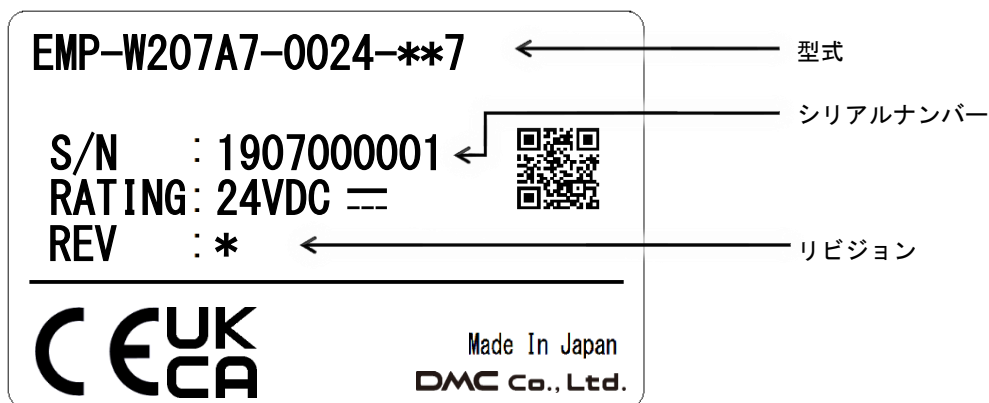 EMP-W207A7-0024-**7
型式
シリアルナンバー
S/N : 1907000001
RATING: 24VDC
REV : *
リビジョン
CE UK CA
Made In Japan
DMC Co., Ltd.